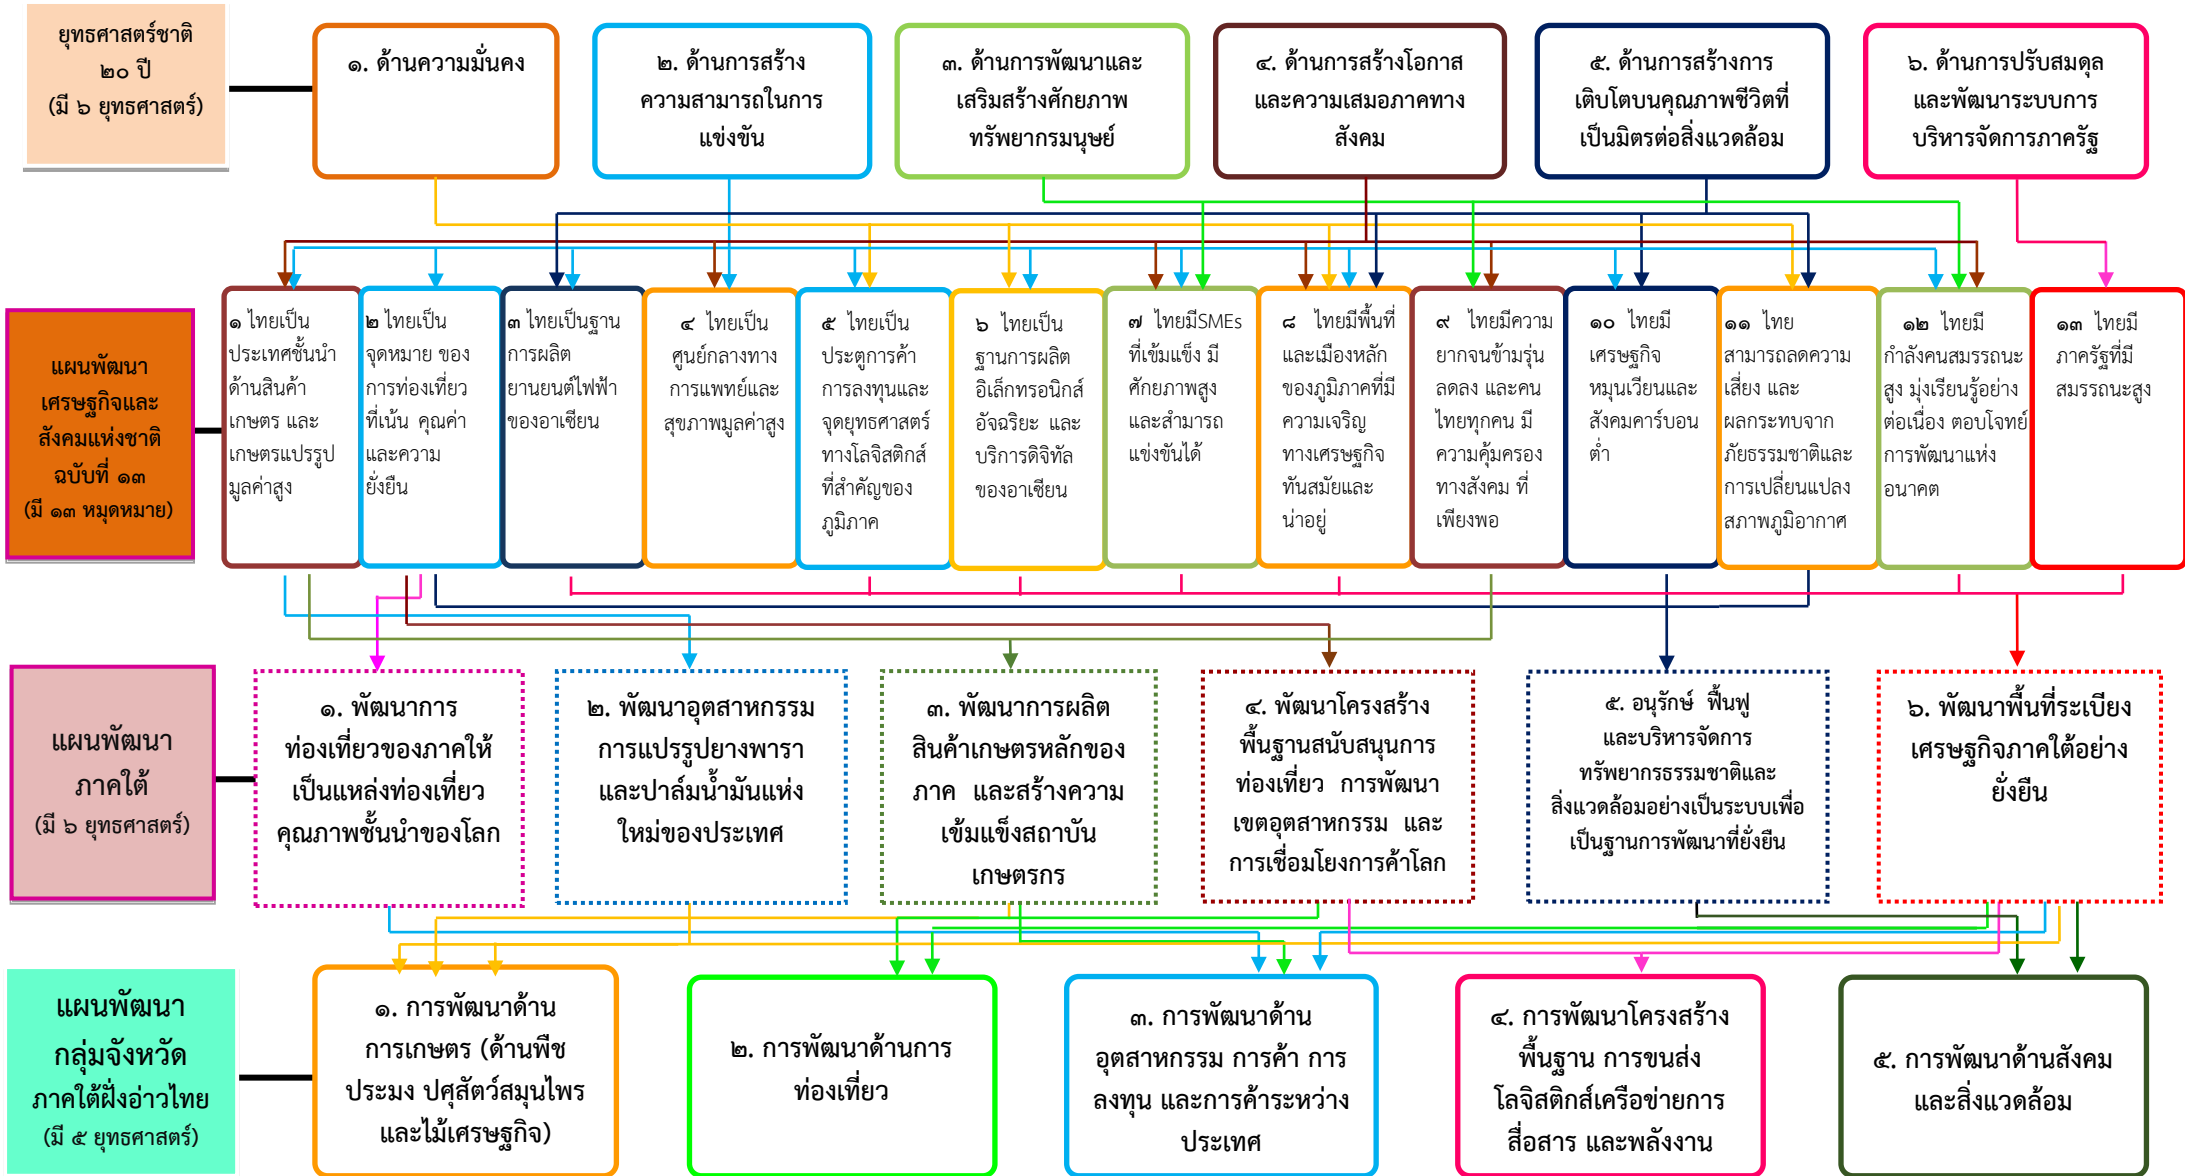 ยุทธศาสตร์ชาติ
๒๐ ปี
(มี ๖ ยุทธศาสตร์)
๑. ด้านความมั่นคง
๒. ด้านการสร้าง
ความสามารถในการ
แข่งขัน
๓. ด้านการพัฒนาและ
เสริมสร้างศักยภาพ
ทรัพยากรมนุษย์
๔. ด้านการสร้างโอกาส
และความเสมอภาคทาง
สังคม
๕. ด้านการสร้างการ
เติบโตบนคุณภาพชีวิตที่
เป็นมิตรต่อสิ่งแวดล้อม
๖. ด้านการปรับสมดุล
และพัฒนาระบบการ
บริหารจัดการภาครัฐ
แผนพัฒนา
เศรษฐกิจและ
สังคมแห่งชาติ
ฉบับที่ ๑๓
(มี ๑๓ หมุดหมาย)
๑ ไทยเป็น
ประเทศชั้นนำ
ด้านสินค้า
เกษตร และ
เกษตรแปรรูป
มูลค่าสูง
๒ ไทยเป็น
จุดหมาย ของ
การท่องเที่ยว
ที่เน้น คุณค่า
และความ
ยั่งยืน
๓ ไทยเป็นฐาน
การผลิต
ยานยนต์ไฟฟ้า
ของอาเซียน
๔ ไทยเป็น
ศูนย์กลางทาง
การแพทย์และ
สุขภาพมูลค่าสูง
๕ ไทยเป็น
ประตูการค้า
การลงทุนและ
จุดยุทธศาสตร์
ทางโลจิสติกส์
ที่สำคัญของ
ภูมิภาค
๖ ไทยเป็น
ฐานการผลิต
อิเล็กทรอนิกส์
อัจฉริยะ และ
บริการดิจิทัล
ของอาเซียน
๗ ไทยมีSMEs
ที่เข้มแข็ง มี
ศักยภาพสูง
และสำมารถ
แข่งขันได้
๘ ไทยมีพื้นที่
และเมืองหลัก
ของภูมิภาคที่มี
ความเจริญ
ทางเศรษฐกิจ
ทันสมัยและ
น่าอยู่
๙ ไทยมีความ
ยากจนข้ามรุ่น
ลดลง และคน
ไทยทุกคน มี
ความคุ้มครอง
ทางสังคม ที่
เพียงพอ
๑๐ ไทยมี
เศรษฐกิจ
หมุนเวียนและ
สังคมคาร์บอน
ต่ำ
๑๑ ไทย
สามารถลดความ
เสี่ยง และ
ผลกระทบจาก
ภัยธรรมชาติและ
การเปลี่ยนแปลง
สภาพภูมิอากาศ
๑๒ ไทยมี
กำลังคนสมรรถนะ
สูง มุ่งเรียนรู้อย่าง
ต่อเนื่อง ตอบโจทย์
การพัฒนาแห่ง
อนาคต
๑๓ ไทยมี
ภาครัฐที่มี
สมรรถนะสูง
แผนพัฒนา
ภาคใต้
(มี ๖ ยุทธศาสตร์)
๑. พัฒนาการ
ท่องเที่ยวของภาคให้
เป็นแหล่งท่องเที่ยว
คุณภาพชั้นนำของโลก
๒. พัฒนาอุตสาหกรรม
การแปรรูปยางพารา
และปาล์มน้ำมันแห่ง
ใหม่ของประเทศ
๓. พัฒนาการผลิต
สินค้าเกษตรหลักของ
ภาค และสร้างความ
เข้มแข็งสถาบัน
เกษตรกร
๔. พัฒนาโครงสร้าง
พื้นฐานสนับสนุนการ
ท่องเที่ยว การพัฒนา
เขตอุตสาหกรรม และ
การเชื่อมโยงการค้าโลก
๕. อนุรักษ์ ฟื้นฟู
และบริหารจัดการ
ทรัพยากรธรรมชาติและ
สิ่งแวดล้อมอย่างเป็นระบบเพื่อ
เป็นฐานการพัฒนาที่ยั่งยืน
๖. พัฒนาพื้นที่ระเบียง
เศรษฐกิจภาคใต้อย่าง
ยั่งยืน
แผนพัฒนา
กลุ่มจังหวัด
ภาคใต้ฝั่งอ่าวไทย
(มี ๕ ยุทธศาสตร์)
๑. การพัฒนาด้าน
การเกษตร (ด้านพืช
ประมง ปศุสัตว์สมุนไพร
และไม้เศรษฐกิจ)
๒. การพัฒนาด้านการ
ท่องเที่ยว
๓. การพัฒนาด้าน
อุตสาหกรรม การค้า การ
ลงทุน และการค้าระหว่าง
ประเทศ
๔. การพัฒนาโครงสร้าง
พื้นฐาน การขนส่ง
โลจิสติกส์เครือข่ายการ
สื่อสาร และพลังงาน
๕. การพัฒนาด้านสังคม
และสิ่งแวดล้อม